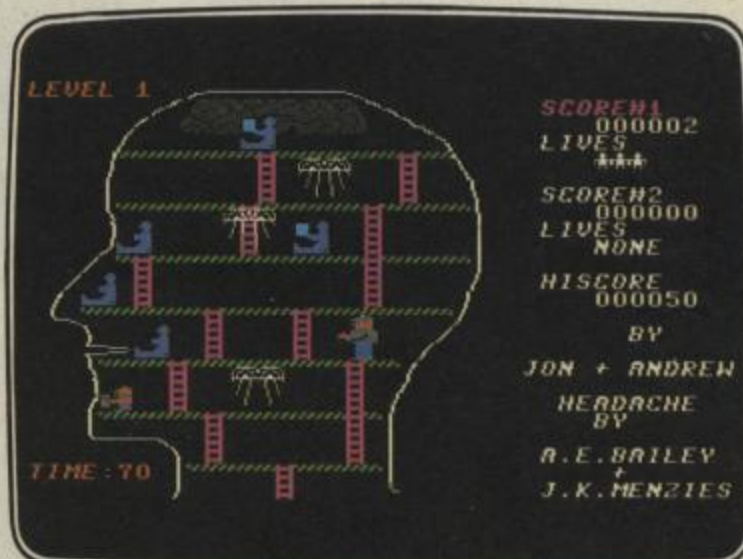 LEVEL 1
SCORE#1
000002
LIVES
SCORE#2
000000
LIVES
NONE
HISCORE
000050
BY
JON + ANDREW
HEADACHE
BY
A.E.BAILEY
+
J.K.MENZIES
TIME:70